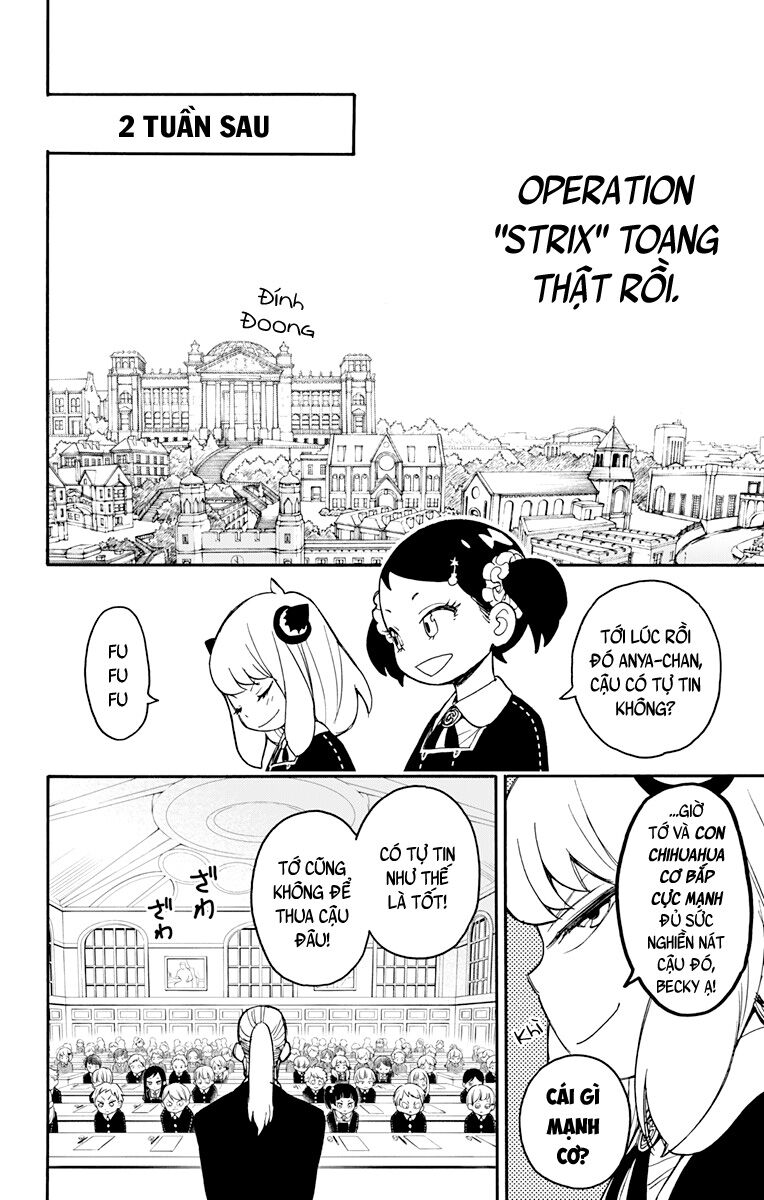 2 TUẦN SAU
OPERATION
"STRIX" TOANG
THẬT RỒI.
Đính
Đoong
TỚI LÚC RỒI
ĐÓ ANYA-CHAN,
CẬU CÓ TỰ TIN
KHÔNG?
FU
FU
FU
...GIỜ
TỚ VÀ CON
CHIHUAHUA
CƠ BẮP
CỰC MẠNH
ĐỦ SỨC
NGHIỀN NÁT
CẬU ĐÓ,
BECKY Ạ!
Khì
CÁI GÌ
MẠNH
CƠ?
CÓ TỰ TIN
NHƯ THẾ
LÀ TỐT!
TỚ CŨNG
KHÔNG ĐỂ
THUA CẬU
ĐÂU!
ざわ
ざわ